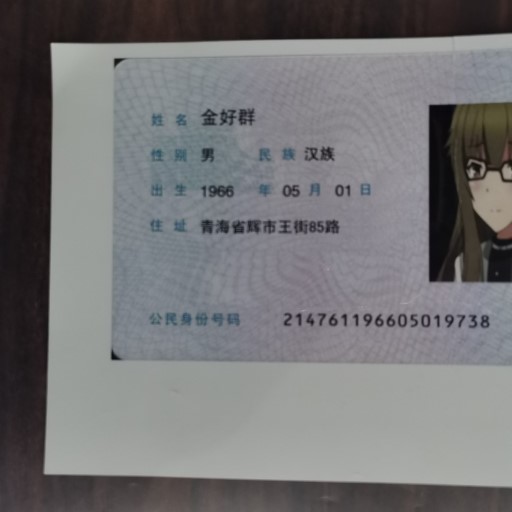 姓名 金好群
性别 男 民族 汉族
出生 1966 年 05 月 01 日
住址 青海省辉市王街85路
公民身份号码 214761196605019738